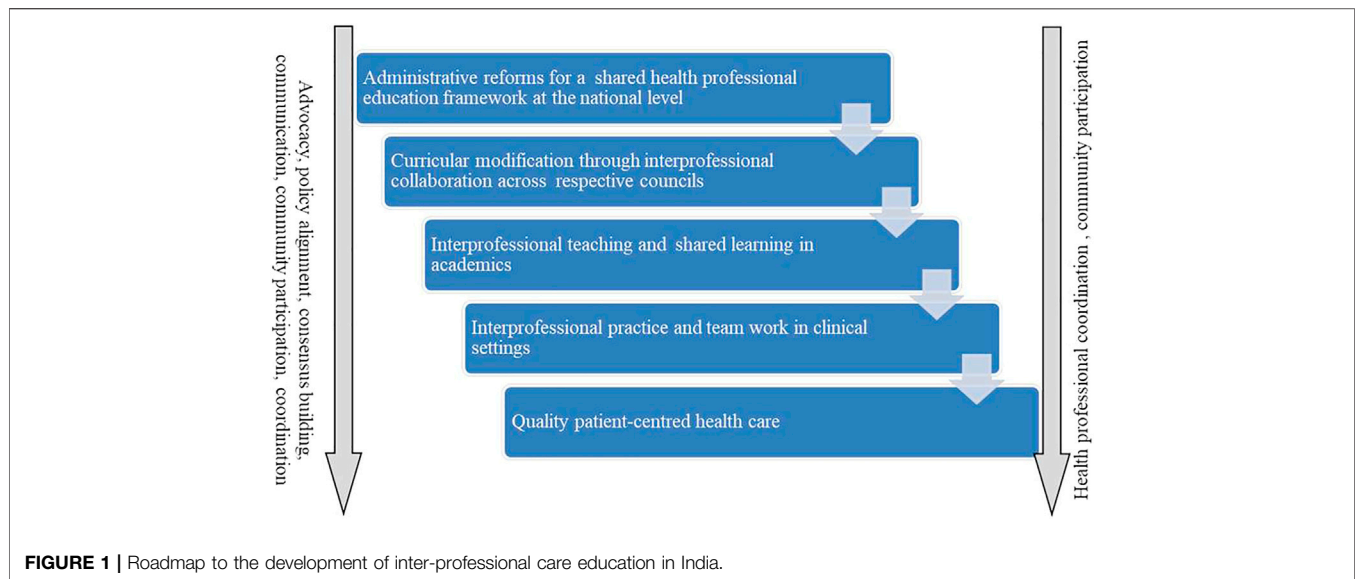 Advocacy, policy alignment, consensus building,
communication, community participation, coordination
Administrative reforms for a shared health professional
education framework at the national level
Curricular modification through interprofessional
collaboration across respective councils
Interprofessional teaching and shared learning in
academics
Interprofessional practice and team work in clinical
settings
Quality patient-centred health care
Health professional coordination , community participation
FIGURE 1 | Roadmap to the development of inter-professional care education in India.